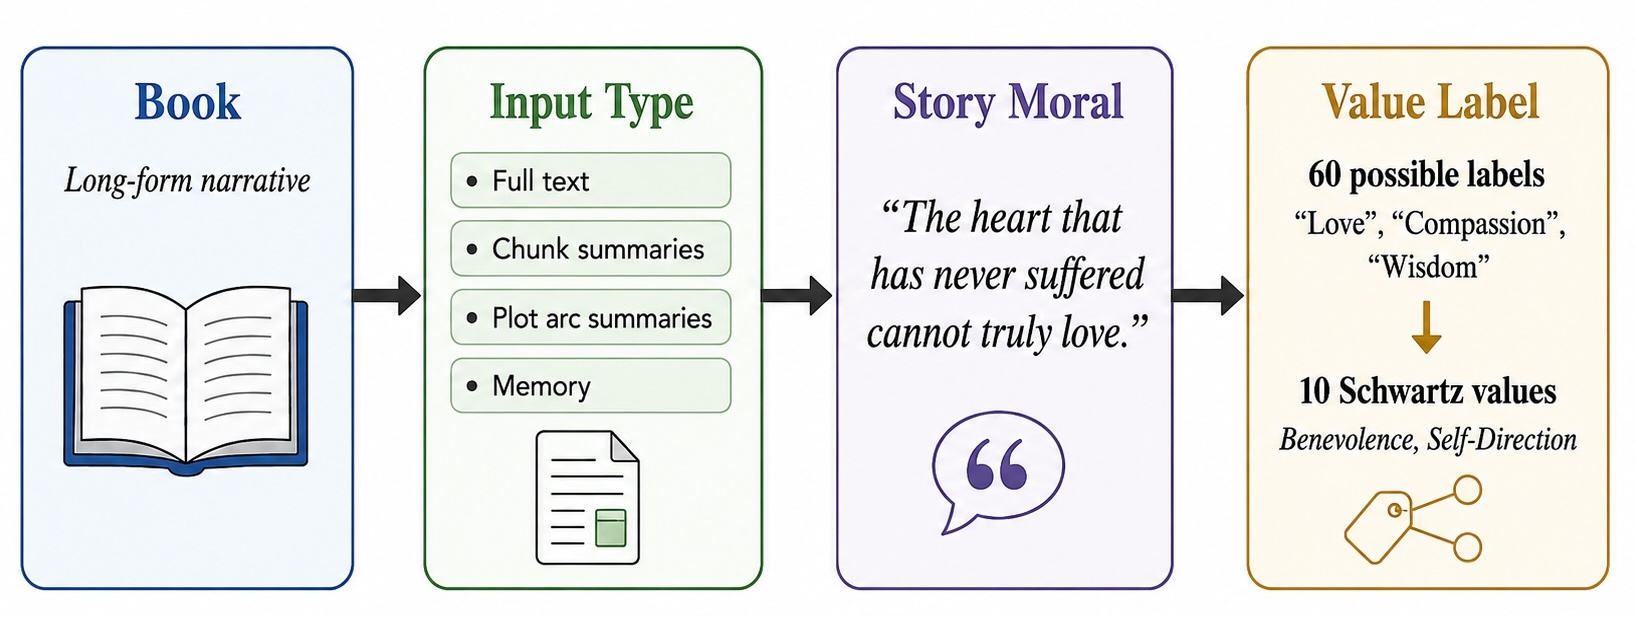 Book
Long-form narrative
Input Type
• Full text
• Chunk summaries
• Plot arc summaries
• Memory
Story Moral
“The heart that
has never suffered
cannot truly love.”
Value Label
60 possible labels
“Love”, “Compassion”,
“Wisdom”
10 Schwartz values
Benevolence, Self-Direction